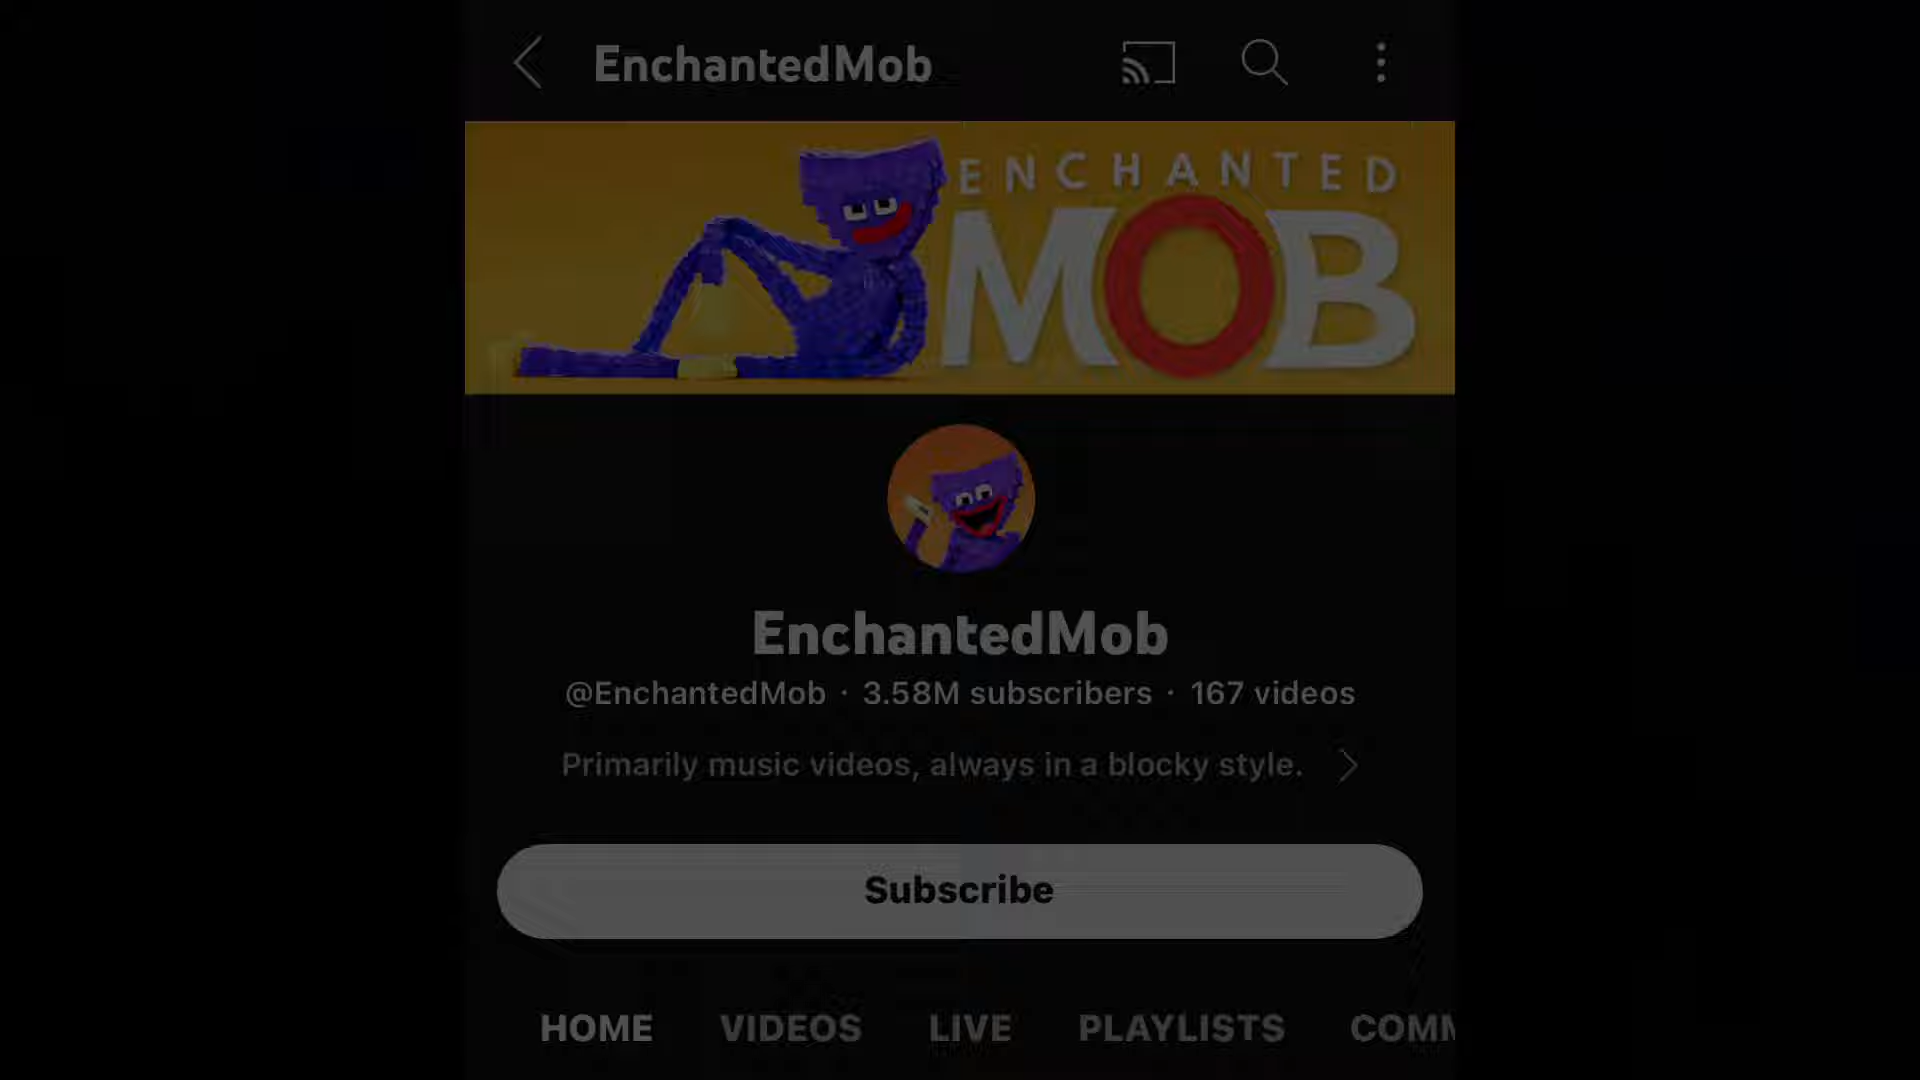 EnchantedMob
ENCHANTED
MOB
EnchantedMob
@EnchantedMob · 3.58M subscribers · 167 videos
Primarily music videos, always in a blocky style.
Subscribe
HOME VIDEOS LIVE PLAYLISTS COMM